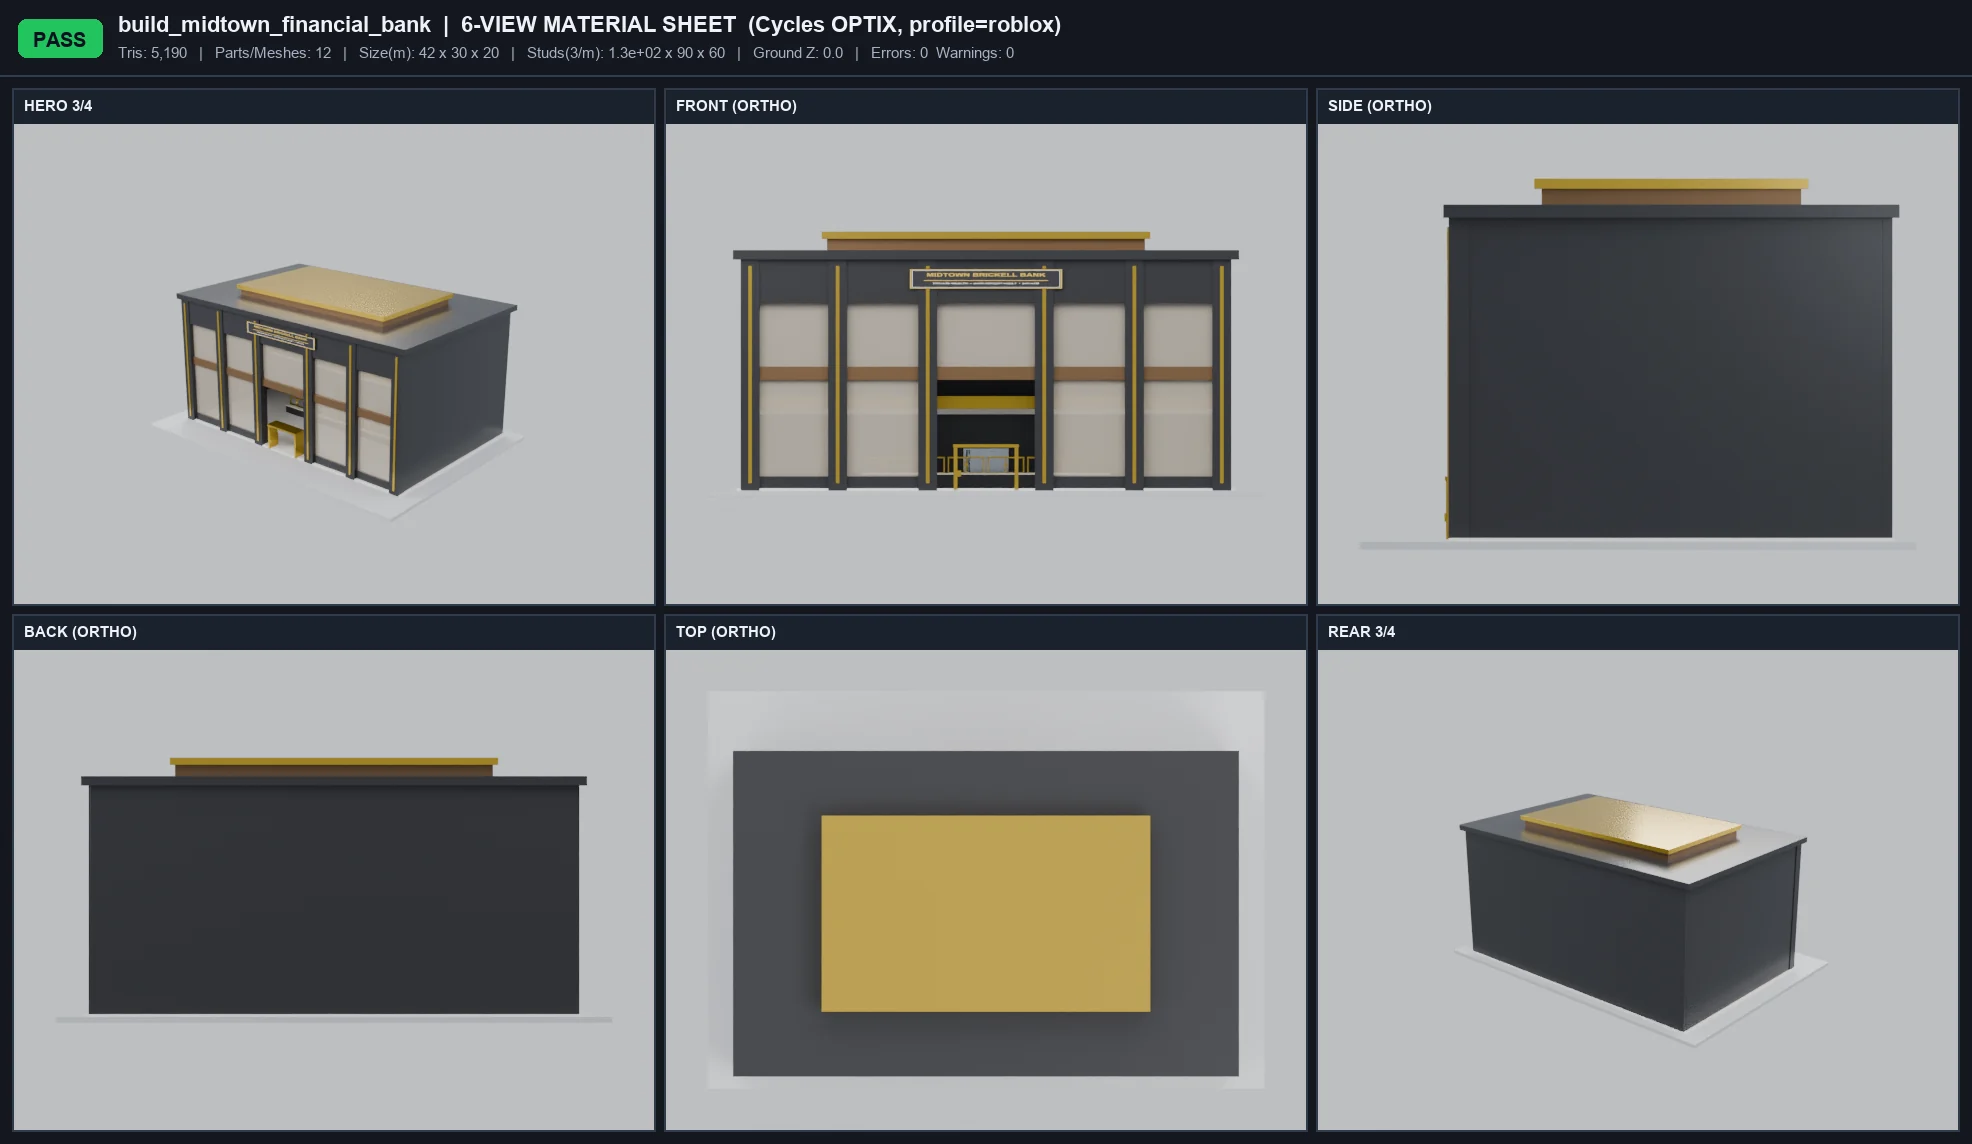 PASS
build_midtown_financial_bank | 6-VIEW MATERIAL SHEET (Cycles OPTIX, profile=roblox)
Tris: 5,190 | Parts/Meshes: 12 | Size(m): 42 x 30 x 20 | Studs(3/m): 1.3e+02 x 90 x 60 | Ground Z: 0.0 | Errors: 0 Warnings: 0
HERO 3/4
FRONT (ORTHO)
SIDE (ORTHO)
MIDTOWN BRICKELL BANK
BACK (ORTHO)
TOP (ORTHO)
REAR 3/4